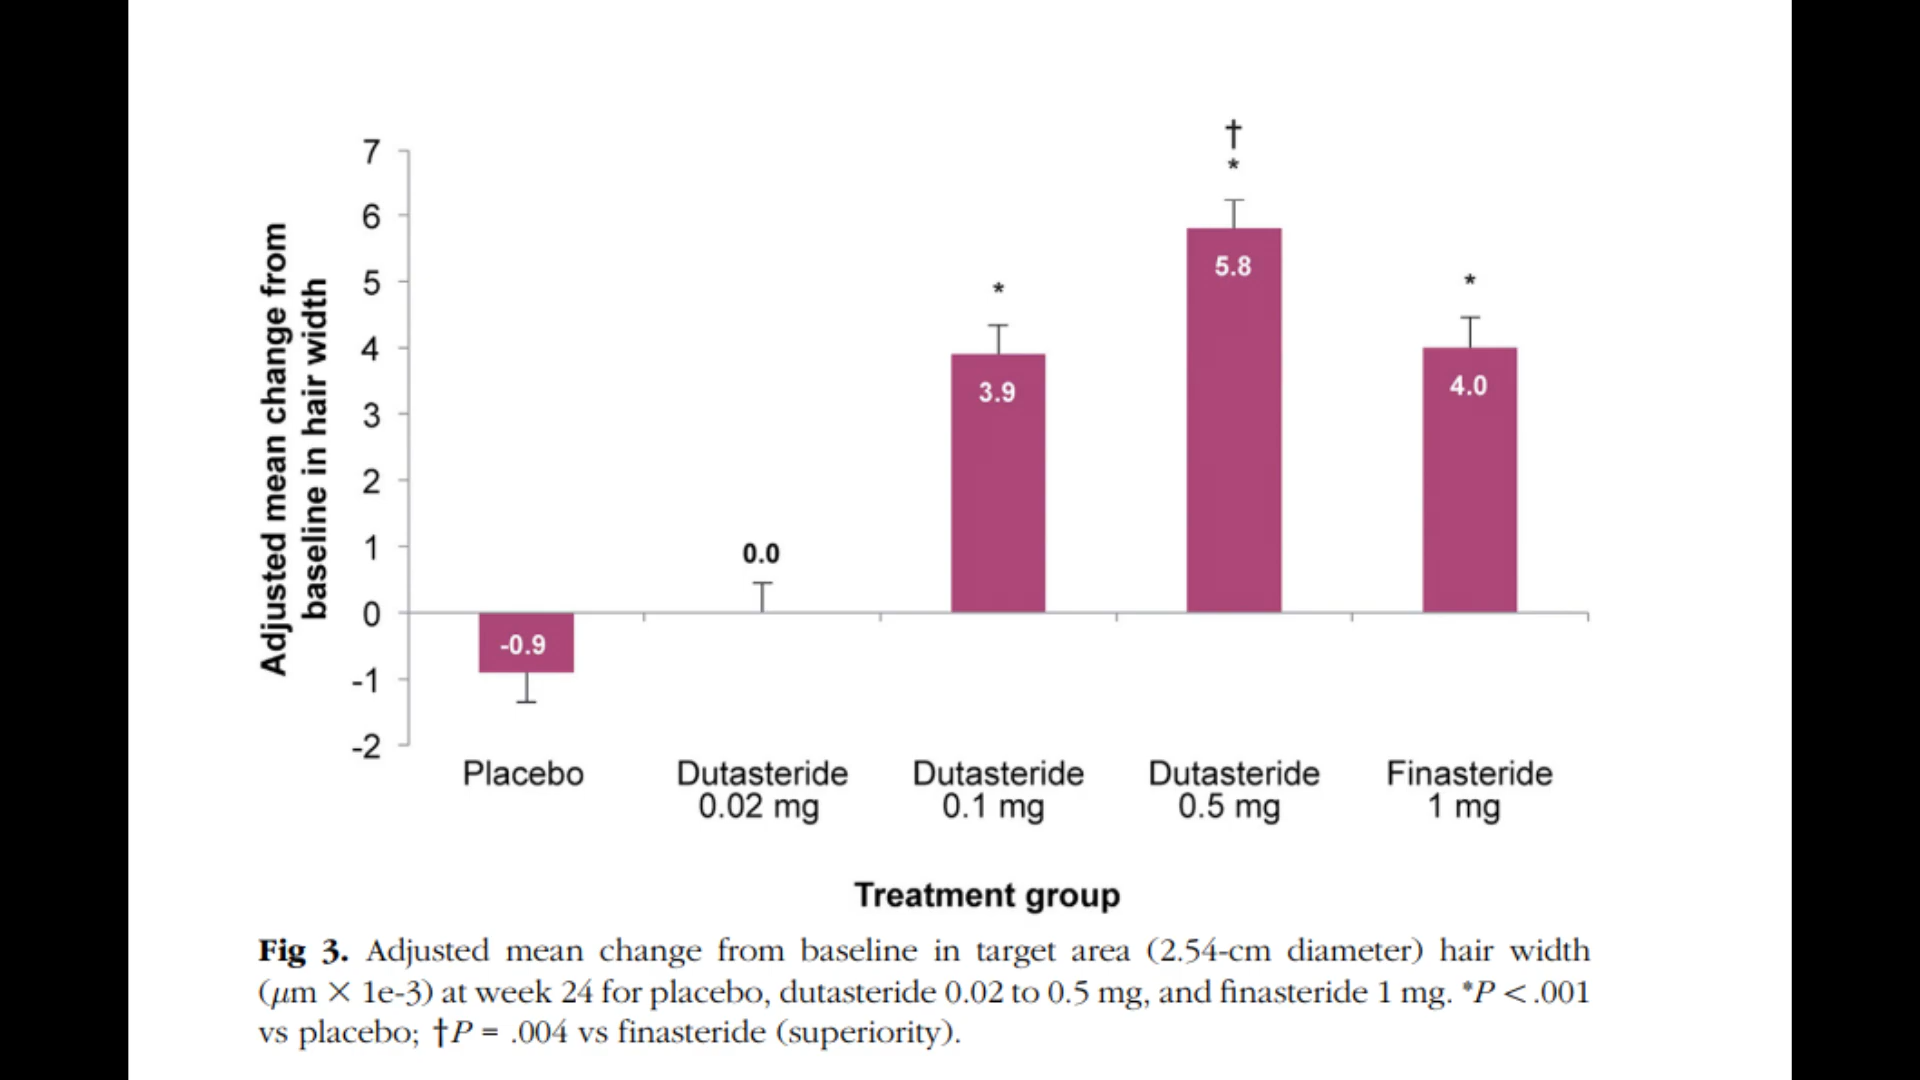 †
*
7
6
5
4
3
2
1
0
-1
-2
Adjusted mean change from
baseline in hair width
-0.9
0.0
*
3.9
5.8
*
4.0
Placebo
Dutasteride
0.02 mg
Dutasteride
0.1 mg
Dutasteride
0.5 mg
Finasteride
1 mg
Treatment group
Fig 3. Adjusted mean change from baseline in target area (2.54-cm diameter) hair width
(μm × 1e-3) at week 24 for placebo, dutasteride 0.02 to 0.5 mg, and finasteride 1 mg. *P < .001
vs placebo; †P = .004 vs finasteride (superiority).